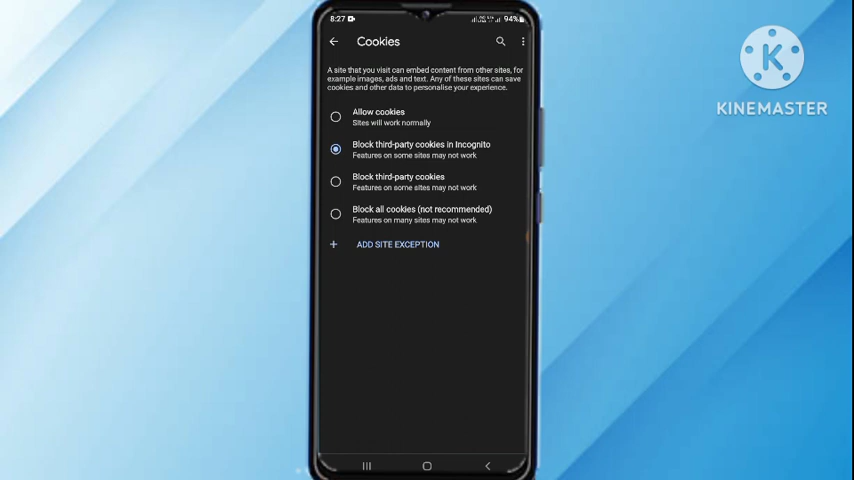 8:27
94%
Cookies
A site that you visit can embed content from other sites, for
example images, ads and text. Any of these sites can save
cookies and other data to personalise your experience.
Allow cookies
Sites will work normally
Block third-party cookies in Incognito
Features on some sites may not work
Block third-party cookies
Features on some sites may not work
Block all cookies (not recommended)
Features on many sites may not work
+ ADD SITE EXCEPTION
K
KINEMASTER